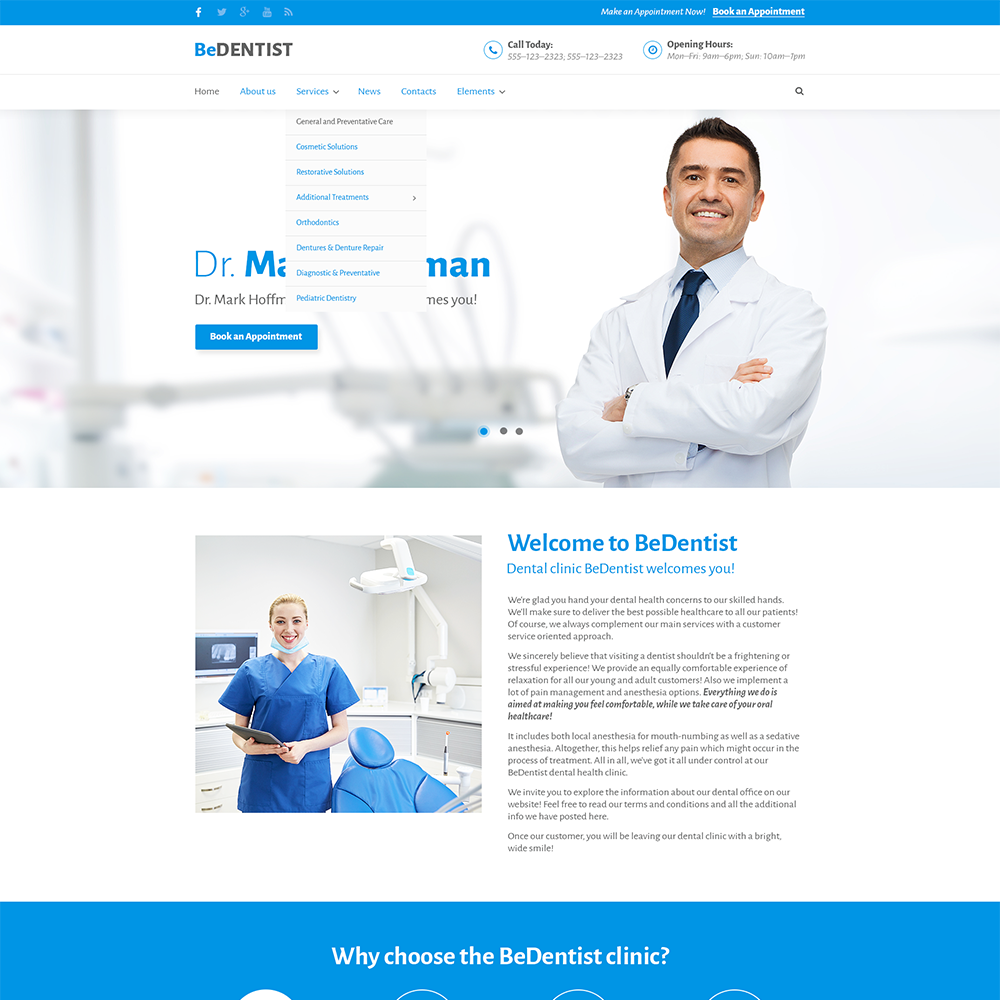 Make an Appointment Now! Book an Appointment
BeDENTIST
Call Today:
555–123–2323, 555–123–2323
Opening Hours:
Mon–Fri: 9am–6pm; Sun: 10am–1pm
Home About us Services News Contacts Elements
General and Preventative Care
Cosmetic Solutions
Restorative Solutions
Additional Treatments
Orthodontics
Dentures & Denture Repair
Diagnostic & Preventative
Pediatric Dentistry
Dr. Ma man
Dr. Mark Hoffm mes you!
Book an Appointment
Welcome to BeDentist
Dental clinic BeDentist welcomes you!
We're glad you hand your dental health concerns to our skilled hands.
We'll make sure to deliver the best possible healthcare to all our patients!
Of course, we always complement our main services with a customer
service oriented approach.
We sincerely believe that visiting a dentist shouldn't be a frightening or
stressful experience! We provide an equally comfortable experience of
relaxation for all our young and adult customers! Also we implement a
lot of pain management and anesthesia options. Everything we do is
aimed at making you feel comfortable, while we take care of your oral
healthcare!
It includes both local anesthesia for mouth-numbing as well as a sedative
anesthesia. Altogether, this helps relief any pain which might occur in the
process of treatment. All in all, we've got it all under control at our
BeDentist dental health clinic.
We invite you to explore the information about our dental office on our
website! Feel free to read our terms and conditions and all the additional
info we have posted here.
Once our customer, you will be leaving our dental clinic with a bright,
wide smile!
Why choose the BeDentist clinic?